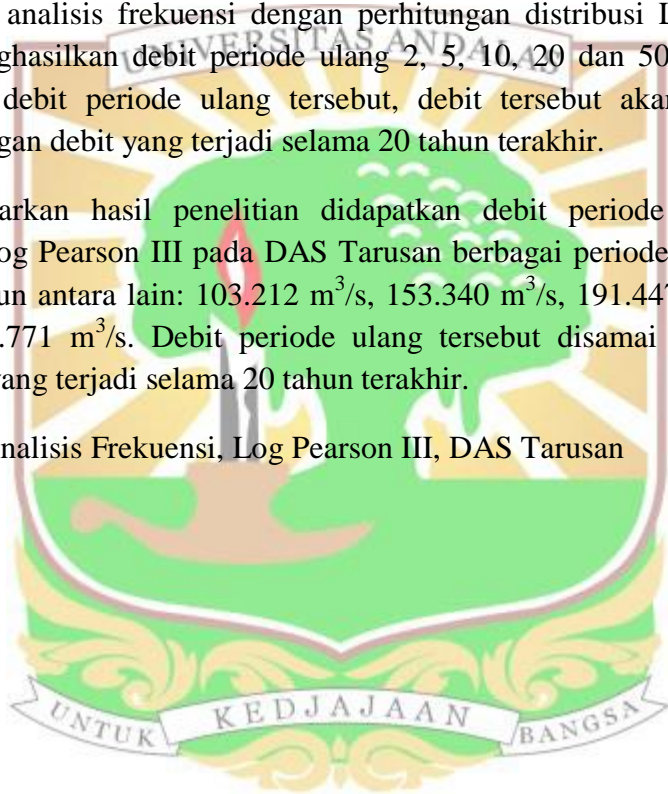 analisis frekuensi dengan perhitungan distribusi
ghasilkan debit periode ulang 2, 5, 10, 20 dan 50
UNIVERSITAS ANDALAS
debit periode ulang tersebut, debit tersebut akan
gan debit yang terjadi selama 20 tahun terakhir.
arkan hasil penelitian didapatkan debit periode
og Pearson III pada DAS Tarusan berbagai periode
un antara lain: 103.212 m³/s, 153.340 m³/s, 191.447
.771 m³/s. Debit periode ulang tersebut disamai
yang terjadi selama 20 tahun terakhir.
nalisis Frekuensi, Log Pearson III, DAS Tarusan
UNTUK KEDJAJAAN BANGSA